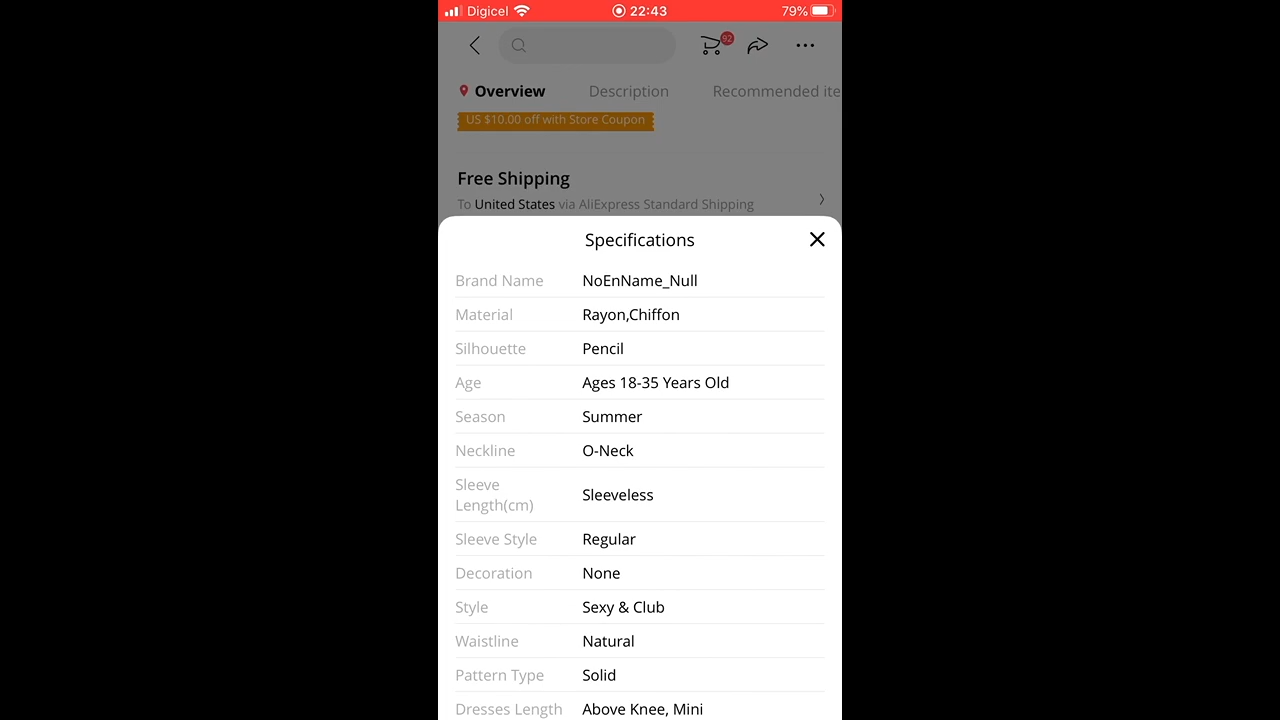 Digicel 22:43 79%
92
Overview Description Recommended ite
US $10.00 off with Store Coupon
Free Shipping
To United States via AliExpress Standard Shipping
Specifications
Brand Name NoEnName_Null
Material Rayon,Chiffon
Silhouette Pencil
Age Ages 18-35 Years Old
Season Summer
Neckline O-Neck
Sleeve
Length(cm) Sleeveless
Sleeve Style Regular
Decoration None
Style Sexy & Club
Waistline Natural
Pattern Type Solid
Dresses Length Above Knee, Mini